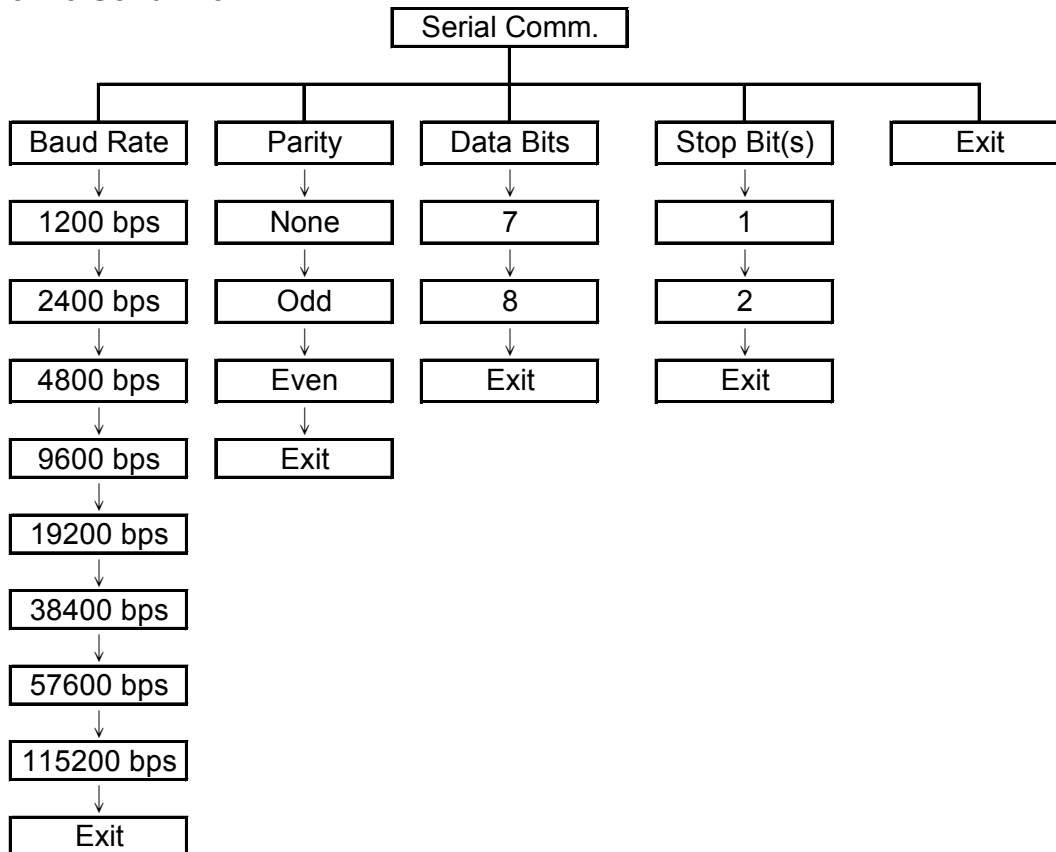 Serial Comm.
Baud Rate
Parity
Data Bits
Stop Bit(s)
Exit
1200 bps
None
7
1
2400 bps
Odd
8
2
4800 bps
Even
Exit
Exit
9600 bps
Exit
19200 bps
38400 bps
57600 bps
115200 bps
Exit